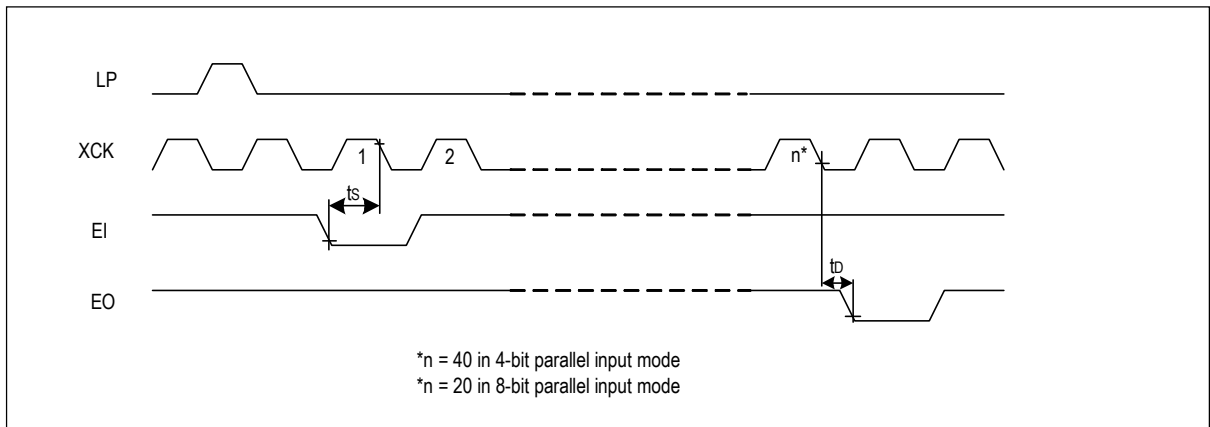 LP
XCK
1
2
n*
tS
EI
tD
EO
*n = 40 in 4-bit parallel input mode
*n = 20 in 8-bit parallel input mode